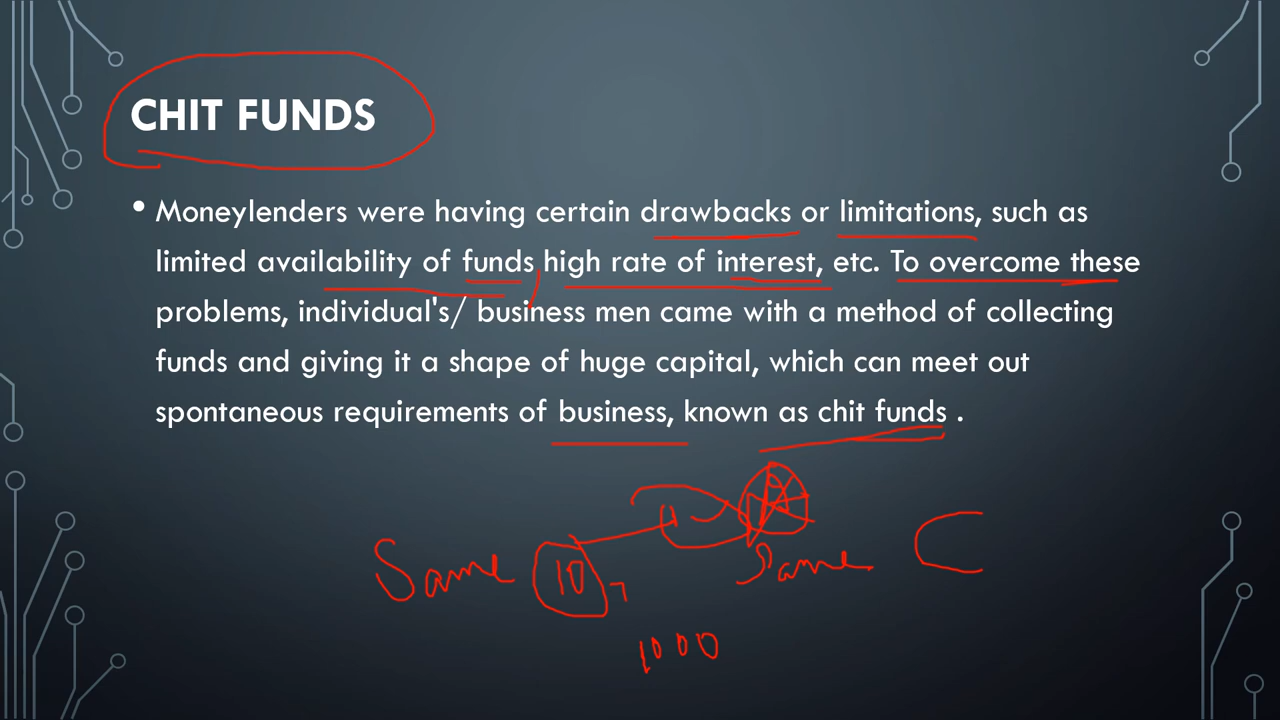 CHIT FUNDS
• Moneylenders were having certain drawbacks or limitations, such as
limited availability of funds high rate of interest, etc. To overcome these
problems, individual's/ business men came with a method of collecting
funds and giving it a shape of huge capital, which can meet out
spontaneous requirements of business, known as chit funds .
Same 10 Same
1000